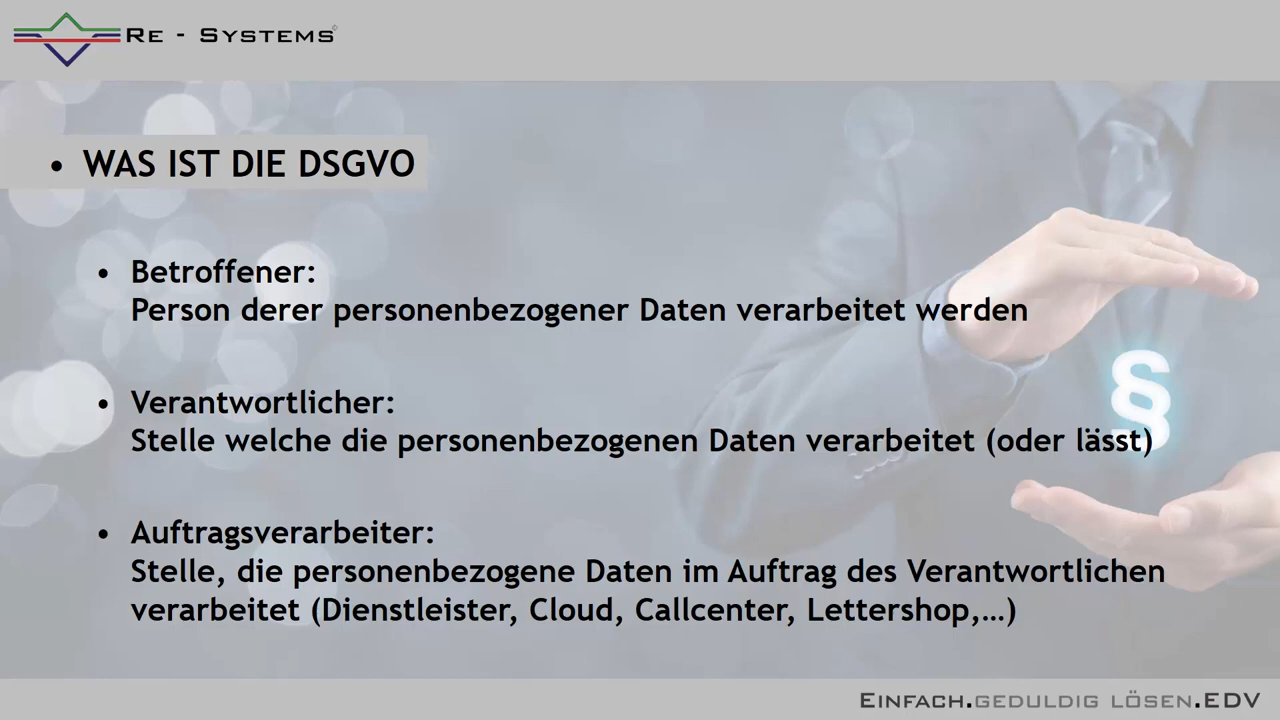 RE - SYSTEMS
• WAS IST DIE DSGVO
• Betroffener:
Person derer personenbezogener Daten verarbeitet werden
• Verantwortlicher:
Stelle welche die personenbezogenen Daten verarbeitet (oder lässt)
§
• Auftragsverarbeiter:
Stelle, die personenbezogene Daten im Auftrag des Verantwortlichen
verarbeitet (Dienstleister, Cloud, Callcenter, Lettershop,…)
EINFACH.GEDULDIG LÖSEN.EDV